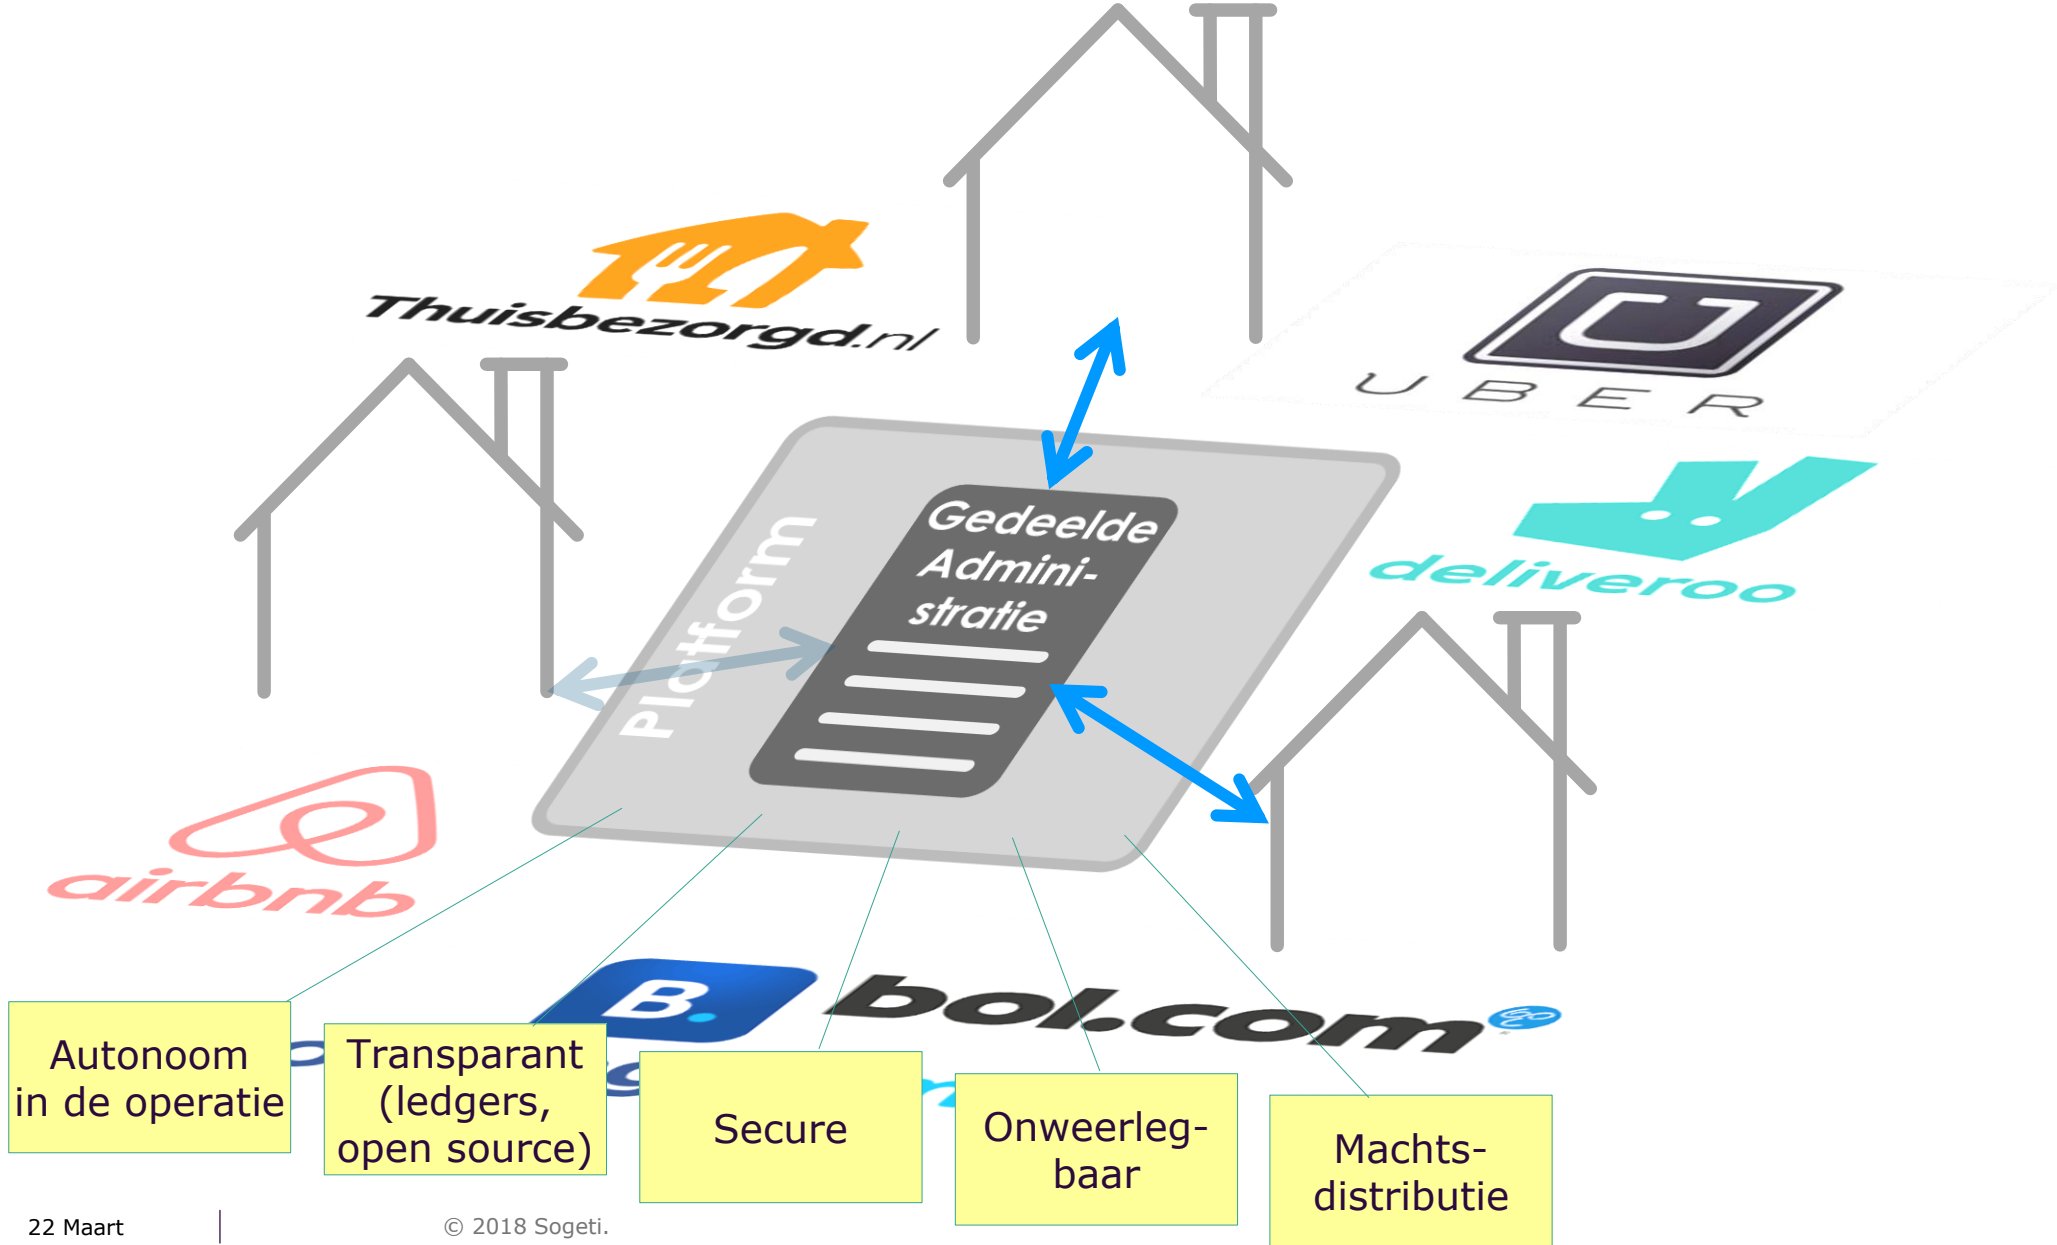 Thuisbezorgd.nl
UBER
deliveroo
Platform
Gedeelde
Admini-
stratie
airbnb
B.
bol.com
Autonoom
in de operatie
Transparant
(ledgers,
open source)
Secure
Onweerleg-
baar
Machts-
distributie
22 Maart
© 2018 Sogeti.